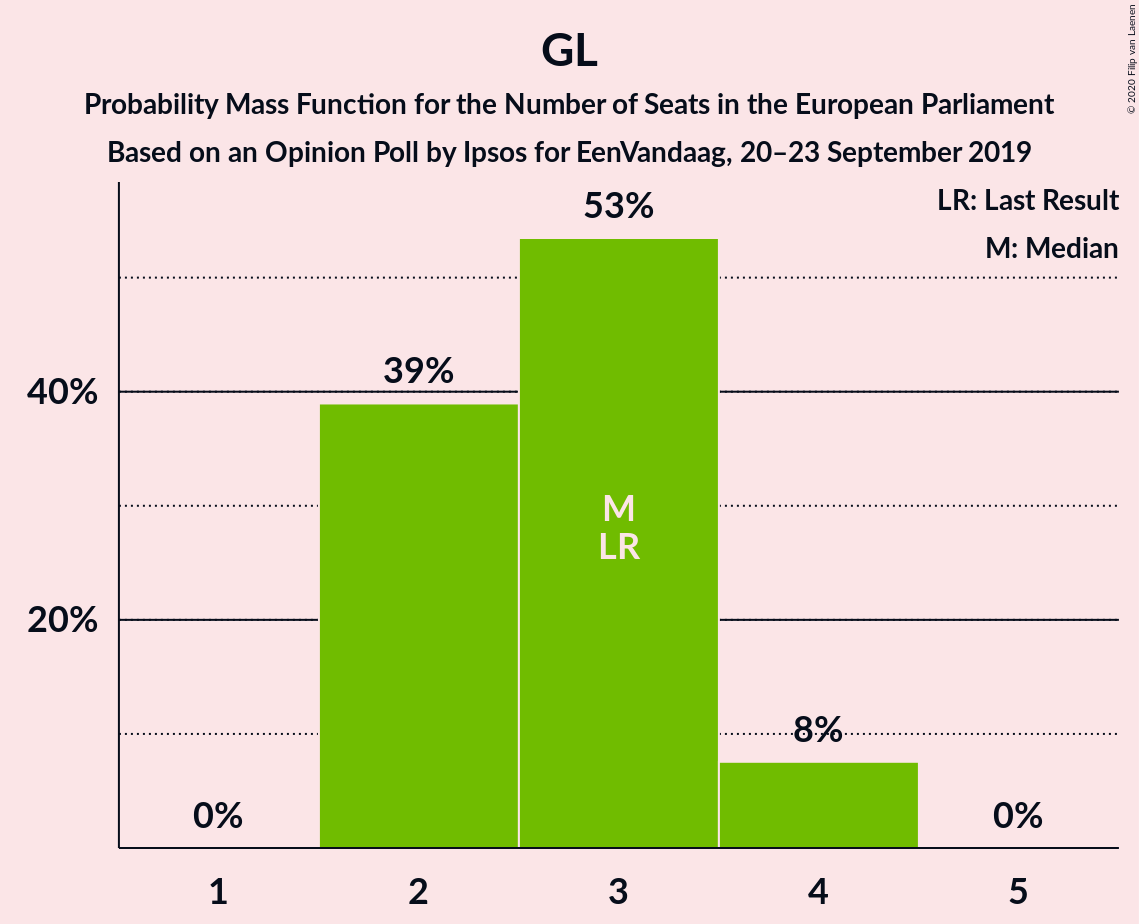 GL
Probability Mass Function for the Number of Seats in the European Parliament
Based on an Opinion Poll by Ipsos for EenVandaag, 20–23 September 2019
© 2020 Filip van Laenen
LR: Last Result
M: Median
53%
39%
40%
M
LR
20%
8%
0%
0%
1
2
3
4
5